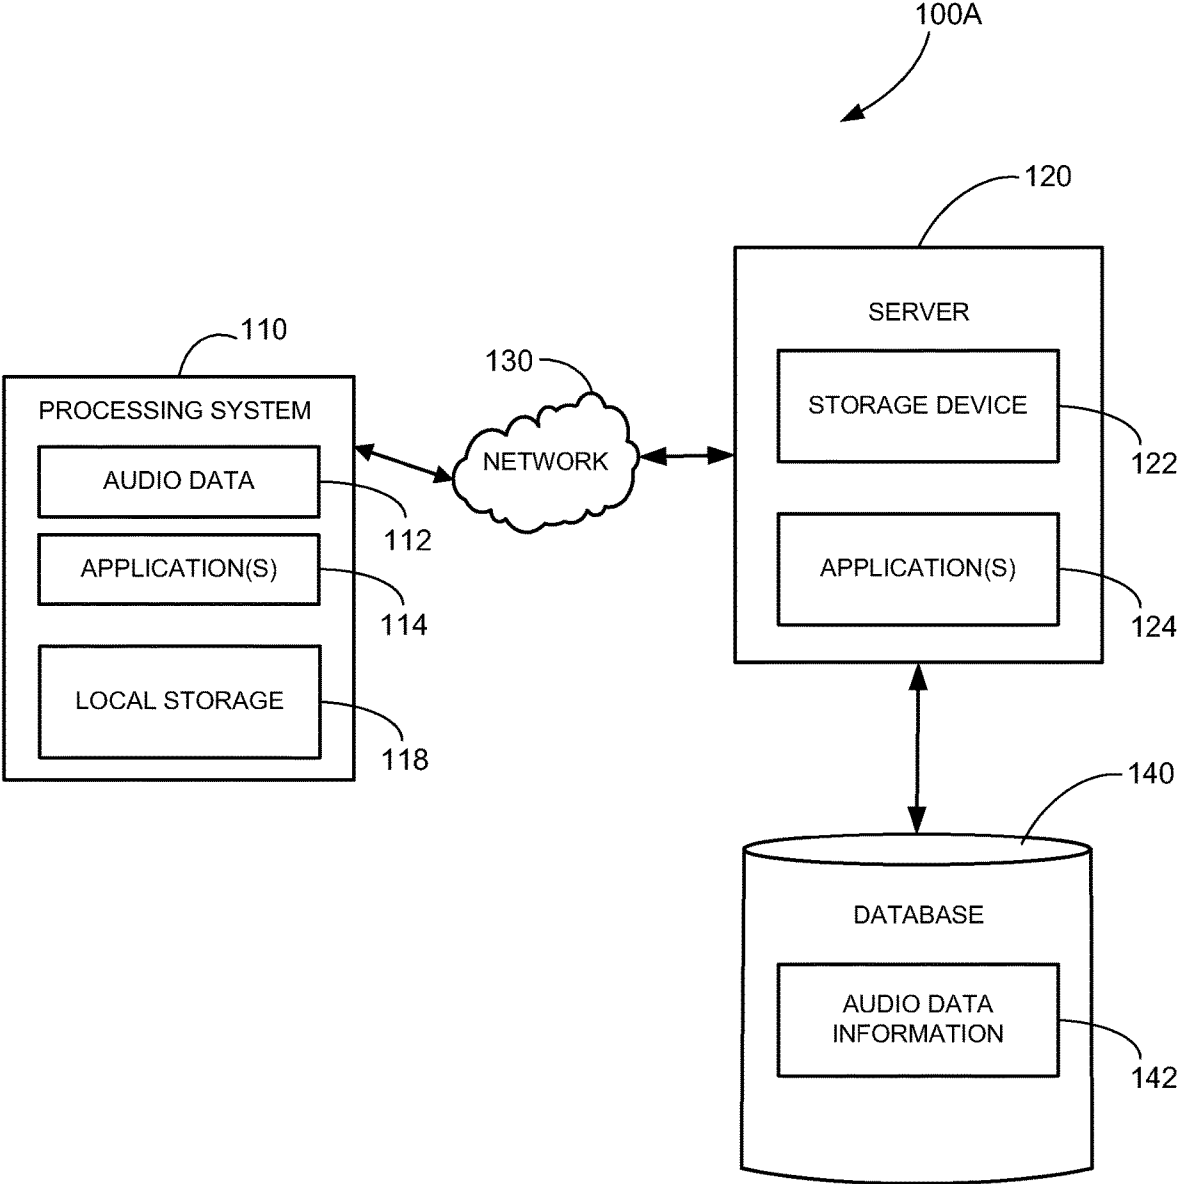 100A
120
SERVER
STORAGE DEVICE
122
APPLICATION(S)
124
110
PROCESSING SYSTEM
AUDIO DATA
112
APPLICATION(S)
114
LOCAL STORAGE
118
130
NETWORK
140
DATABASE
AUDIO DATA
INFORMATION
142